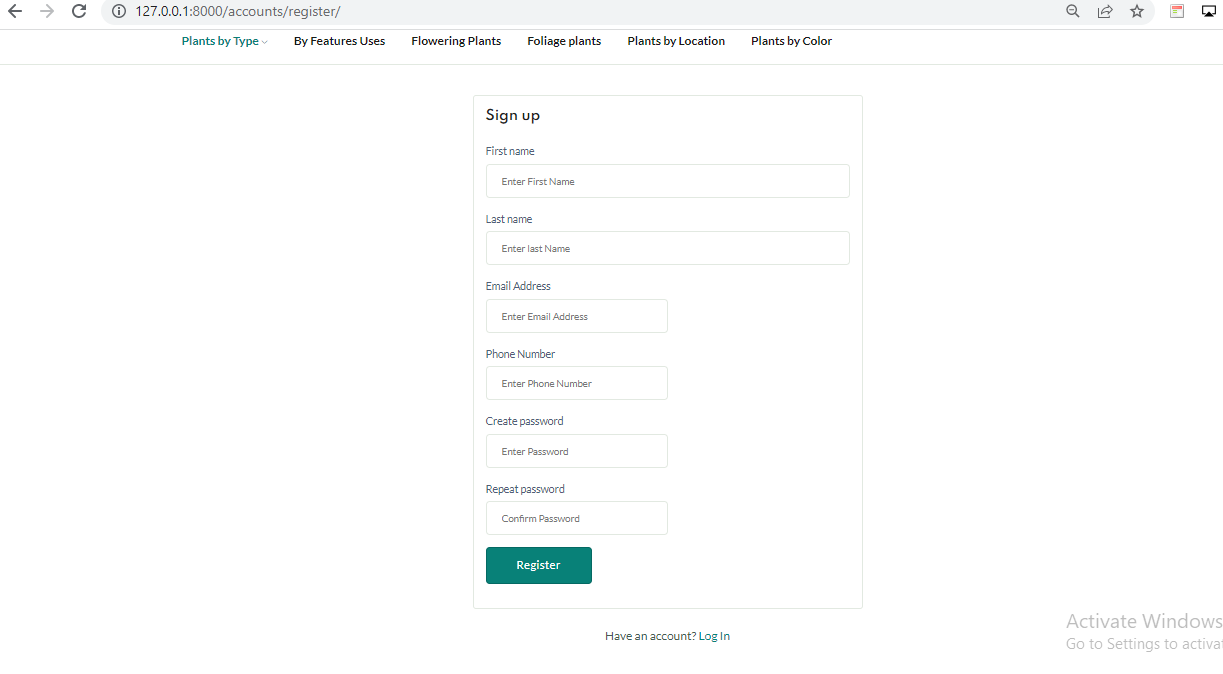 127.0.0.1:8000/accounts/register/
Plants by Type By Features Uses Flowering Plants Foliage plants Plants by Location Plants by Color
Sign up
First name
Enter First Name
Last name
Enter last Name
Email Address
Enter Email Address
Phone Number
Enter Phone Number
Create password
Enter Password
Repeat password
Confirm Password
Register
Have an account? Log In
Activate Windows
Go to Settings to activat